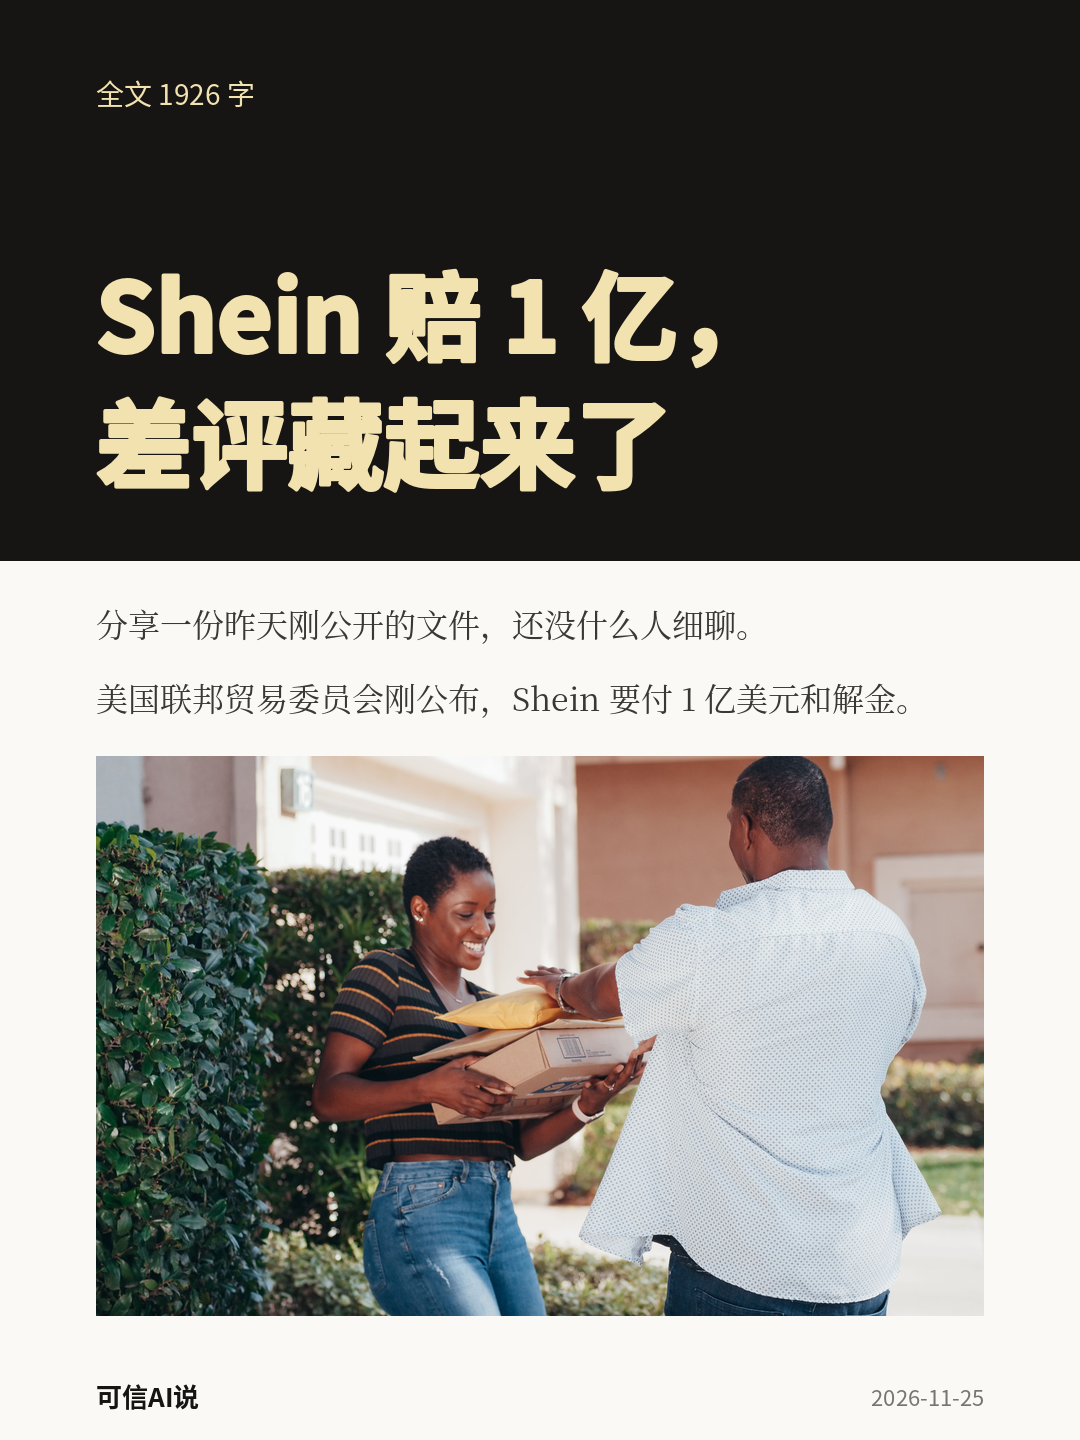 全文 1926 字
Shein 赔 1 亿，
差评藏起来了
分享一份昨天刚公开的文件，还没什么人细聊。
美国联邦贸易委员会刚公布，Shein 要付 1 亿美元和解金。
可信AI说
2026-11-25